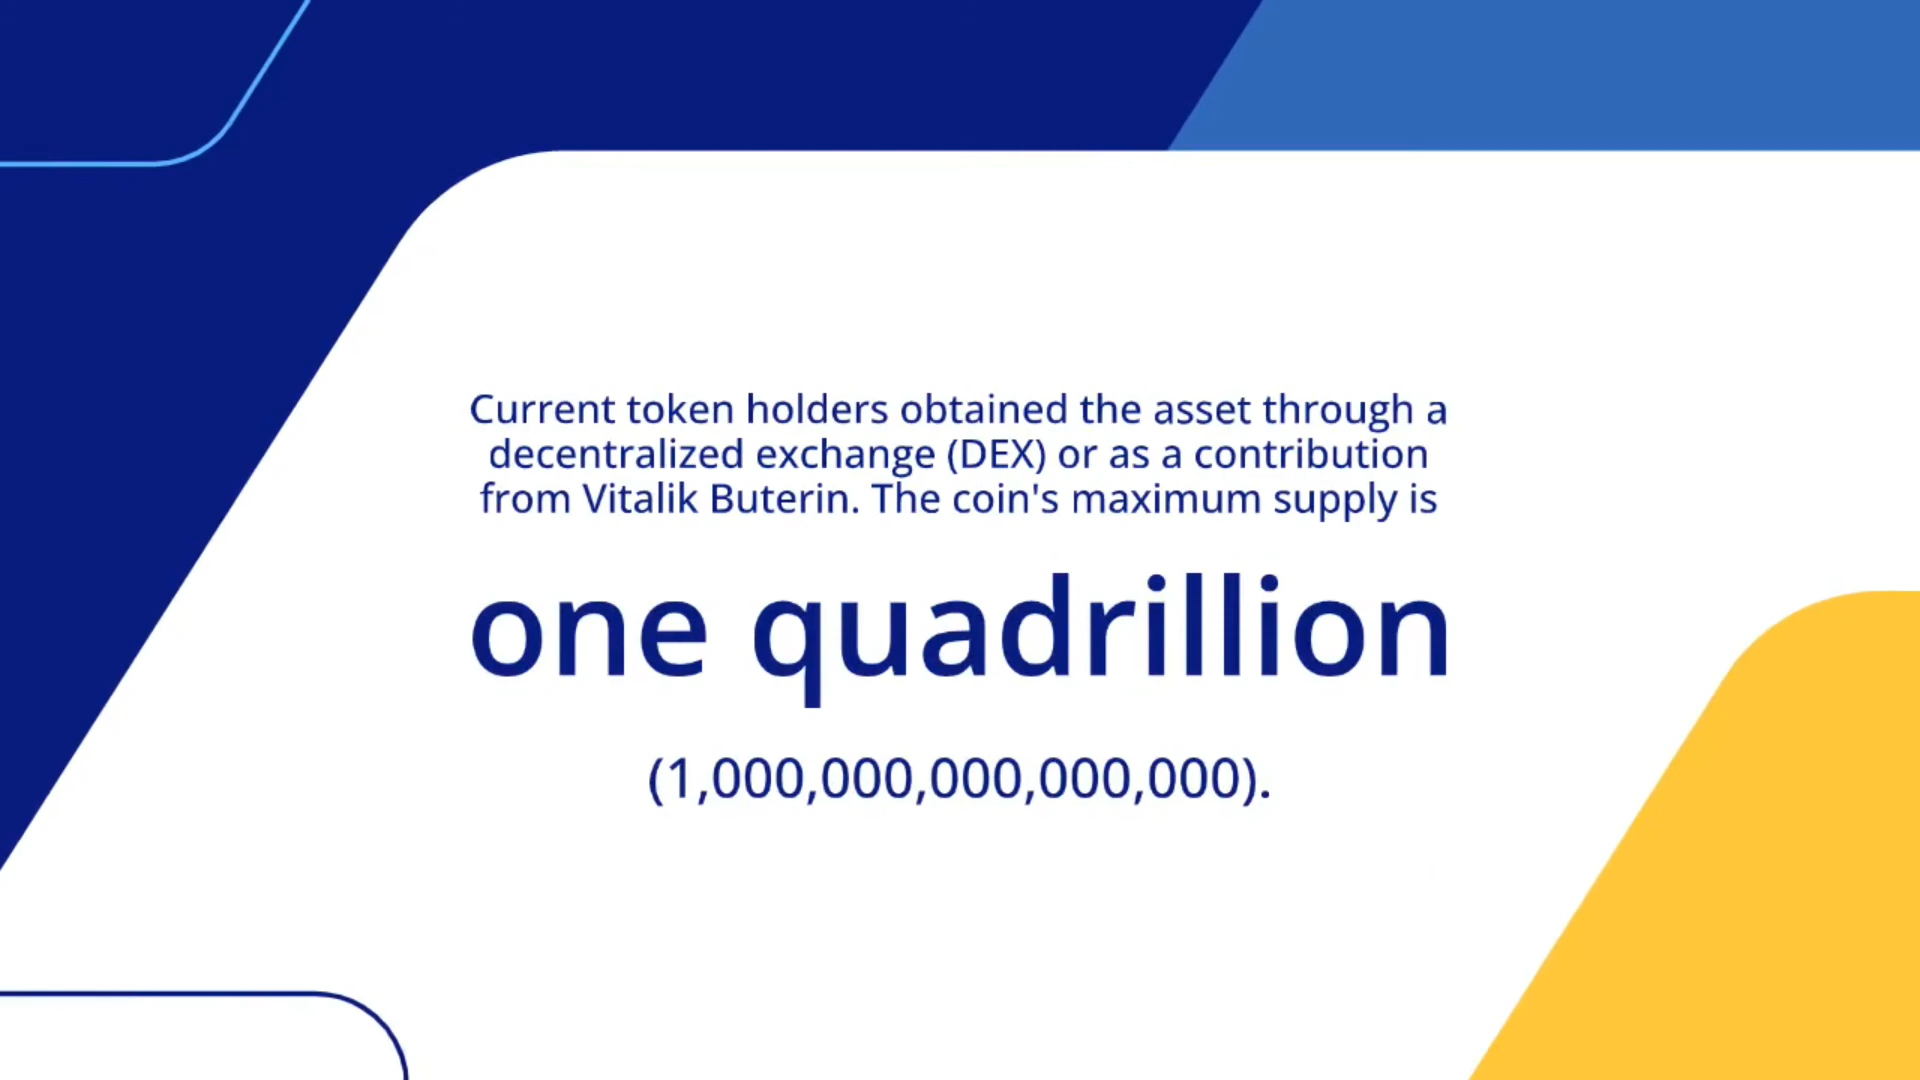 Current token holders obtained the asset through a
decentralized exchange (DEX) or as a contribution
from Vitalik Buterin. The coin's maximum supply is
one quadrillion
(1,000,000,000,000,000).